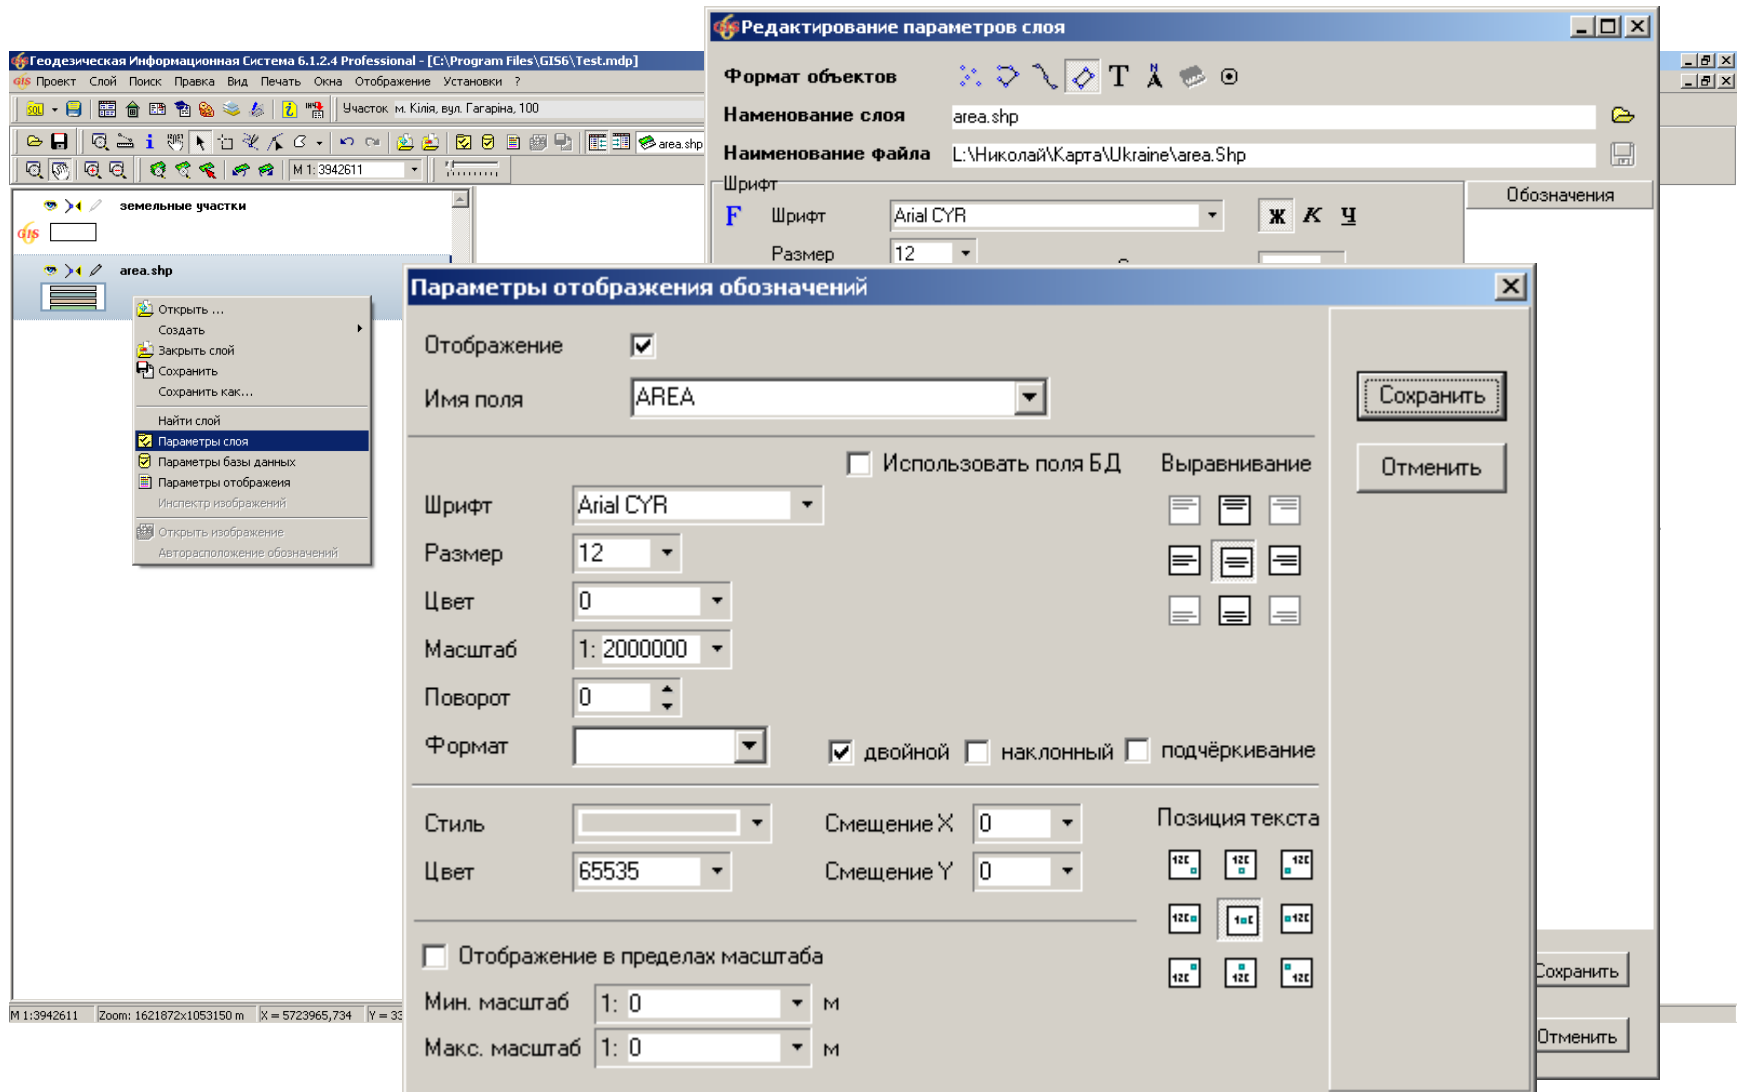 Редактирование параметров слоя
Геодезическая Информационная Система 6.1.2.4 Professional - [C:\Program Files\GIS6\Test.mdp]
GIS Проект Слой Поиск Правка Вид Печать Окна Отображение Установки ?
Формат объектов
T
SQL Участок м. Кілія, вул. Гагаріна, 100
Наменование слоя area.shp
area.shp
Наименование файла L:\Николай\Карта\Ukraine\area.Shp
M 1: 3942611
Шрифт
Обозначения
F Шрифт Arial CYR Ж К Ч
Размер 12
земельные участки
GIS
area.shp
Открыть ...
Создать
Закрыть слой
Сохранить
Сохранить как...
Найти слой
Параметры слоя
Параметры базы данных
Параметры отображеия
Инспектр изображений
Открыть изображение
Авторасположение обозначений
Параметры отображения обозначений
Отображение
Имя поля AREA
Сохранить
Отменить
Использовать поля БД Выравнивание
Шрифт Arial CYR
Размер 12
Цвет 0
Масштаб 1: 2000000
Поворот 0
Формат двойной наклонный подчёркивание
Стиль Смещение X 0 Позиция текста
Цвет 65535 Смещение Y 0
Отображение в пределах масштаба
Мин. масштаб 1: 0 м
Макс. масштаб 1: 0 м
Сохранить
Отменить
M 1:3942611 Zoom: 1621872x1053150 m X = 5723965,734 Y = 33